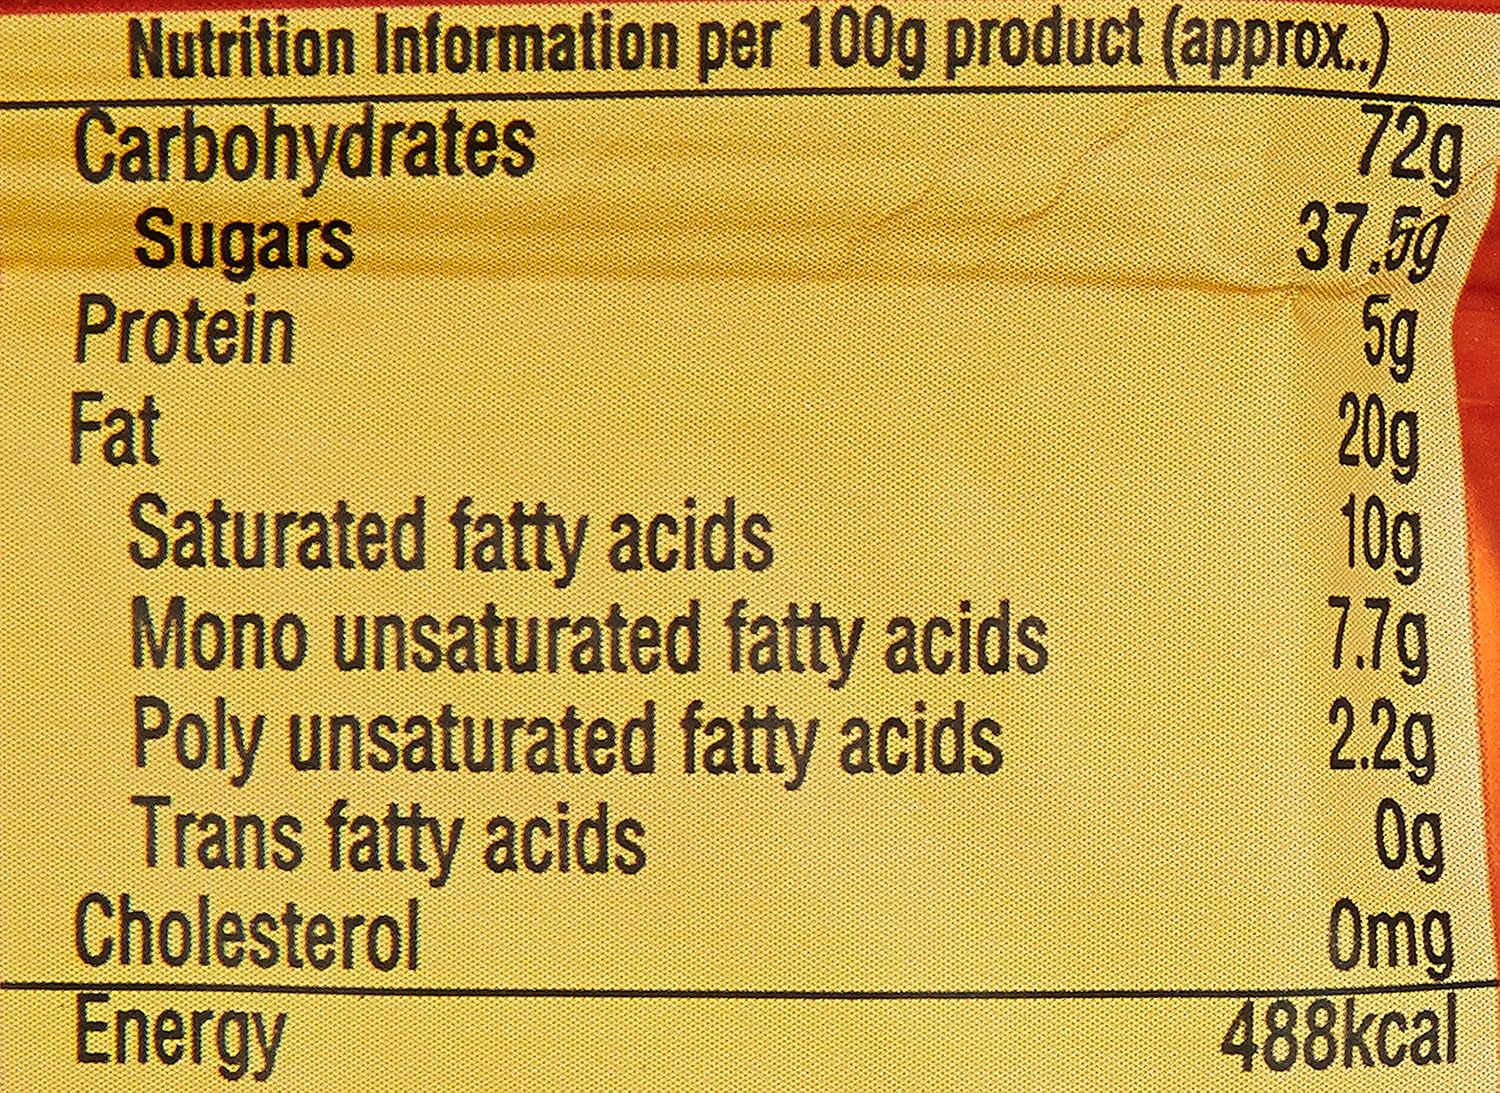 Nutrition Information per 100g product (approx..)
Carbohydrates 72g
Sugars 37.5g
Protein 5g
Fat 20g
Saturated fatty acids 10g
Mono unsaturated fatty acids 7.7g
Poly unsaturated fatty acids 2.2g
Trans fatty acids 0g
Cholesterol 0mg
Energy 488kcal